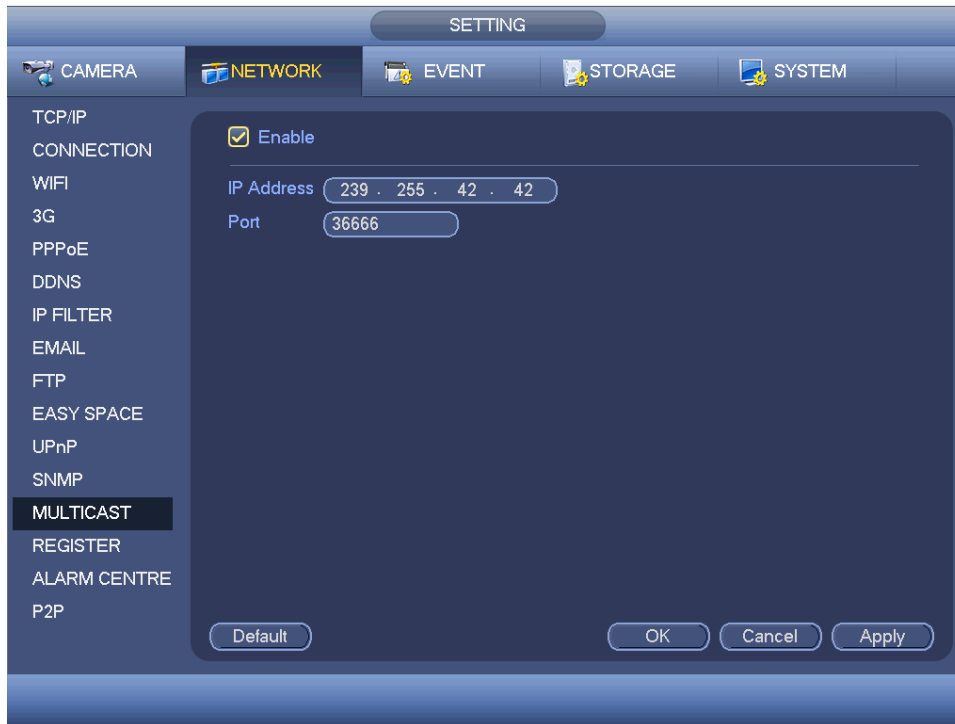 SETTING
CAMERA NETWORK EVENT STORAGE SYSTEM
TCP/IP
CONNECTION
WIFI
3G
PPPoE
DDNS
IP FILTER
EMAIL
FTP
EASY SPACE
UPnP
SNMP
MULTICAST
REGISTER
ALARM CENTRE
P2P
Enable
IP Address 239 . 255 . 42 . 42
Port 36666
Default OK Cancel Apply